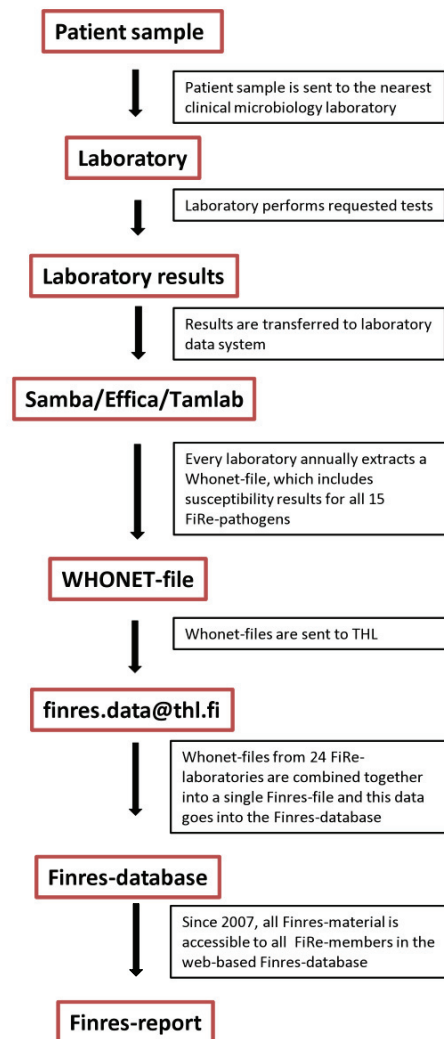 Patient sample
Patient sample is sent to the nearest
clinical microbiology laboratory
Laboratory
Laboratory performs requested tests
Laboratory results
Results are transferred to laboratory
data system
Samba/Effica/Tamlab
Every laboratory annually extracts a
Whonet-file, which includes
susceptibility results for all 15
FiRe-pathogens
WHONET-file
Whonet-files are sent to THL
finres.data@thl.fi
Whonet-files from 24 FiRe-
laboratories are combined together
into a single Finres-file and this data
goes into the Finres-database
Finres-database
Since 2007, all Finres-material is
accessible to all FiRe-members in the
web-based Finres-database
Finres-report